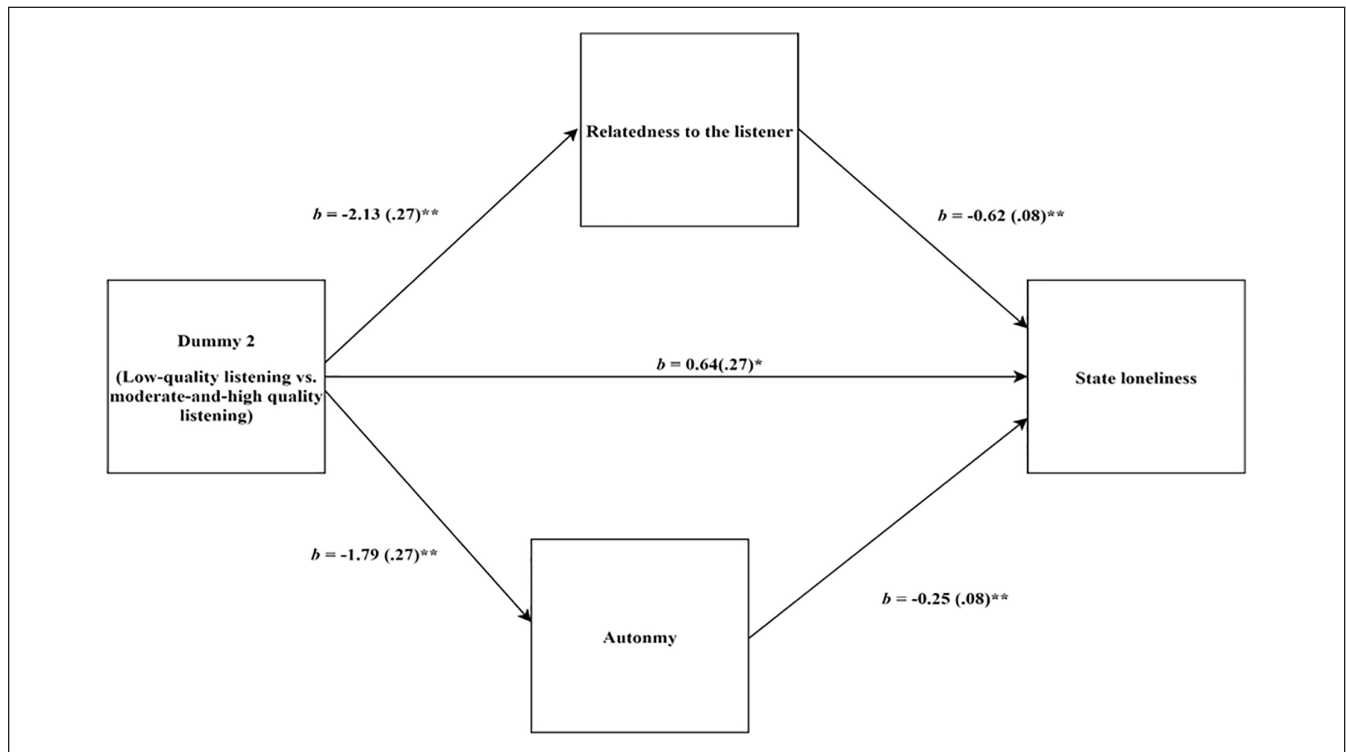 Relatedness to the listener
b = -2.13 (.27)**
b = -0.62 (.08)**
Dummy 2
(Low-quality listening vs.
moderate-and-high quality
listening)
b = 0.64(.27)*
State loneliness
b = -1.79 (.27)**
b = -0.25 (.08)**
Autonmy